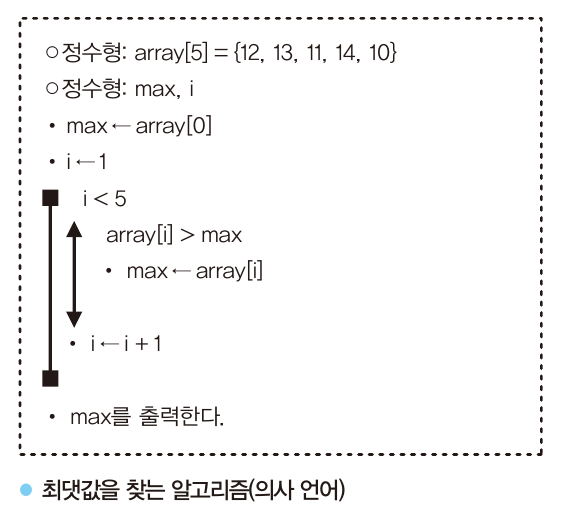 ○정수형: array[5] = {12, 13, 11, 14, 10}
○정수형: max, i
• max ← array[0]
• i ← 1
i < 5
array[i] > max
• max ← array[i]
• i ← i + 1
• max를 출력한다.
● 최댓값을 찾는 알고리즘(의사 언어)